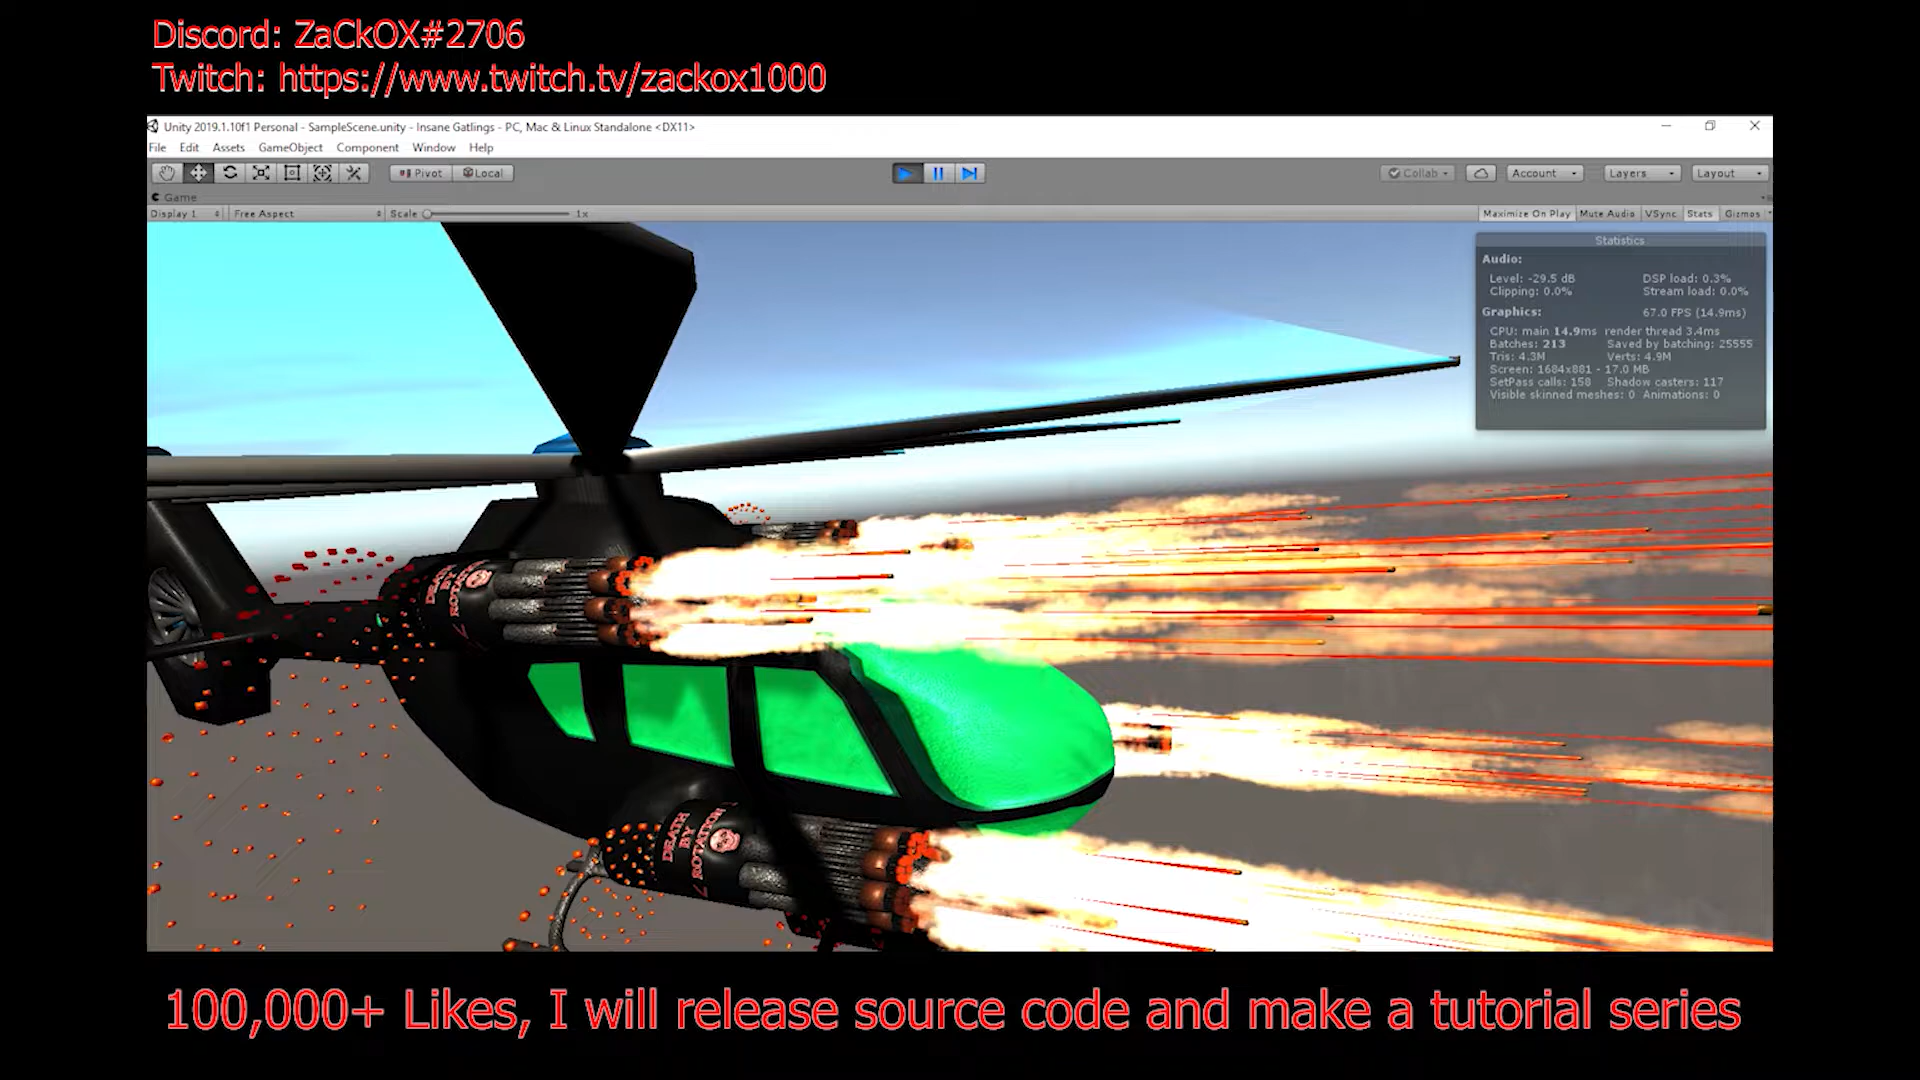 Discord: ZaCkOX#2706
Twitch: https://www.twitch.tv/zackox1000
Unity 2019.1.10f1 Personal - SampleScene.unity - Insane Gatlings - PC, Mac & Linux Standalone <DX11>
File Edit Assets GameObject Component Window Help
Pivot Local Collab Account Layers Layout
Game
Display 1 Free Aspect Scale 1x Maximize On Play Mute Audio VSync Stats Gizmos
Statistics
Audio:
Level: -29.5 dB DSP load: 0.3%
Clipping: 0.0% Stream load: 0.0%
Graphics: 67.0 FPS (14.9ms)
CPU: main 14.9ms render thread 3.4ms
Batches: 213 Saved by batching: 25555
Tris: 4.3M Verts: 4.9M
Screen: 1684x881 - 17.0 MB
SetPass calls: 158 Shadow casters: 117
Visible skinned meshes: 0 Animations: 0
DEATH
BY
ROTATION
DEATH
BY
ROTATION
100,000+ Likes, I will release source code and make a tutorial series